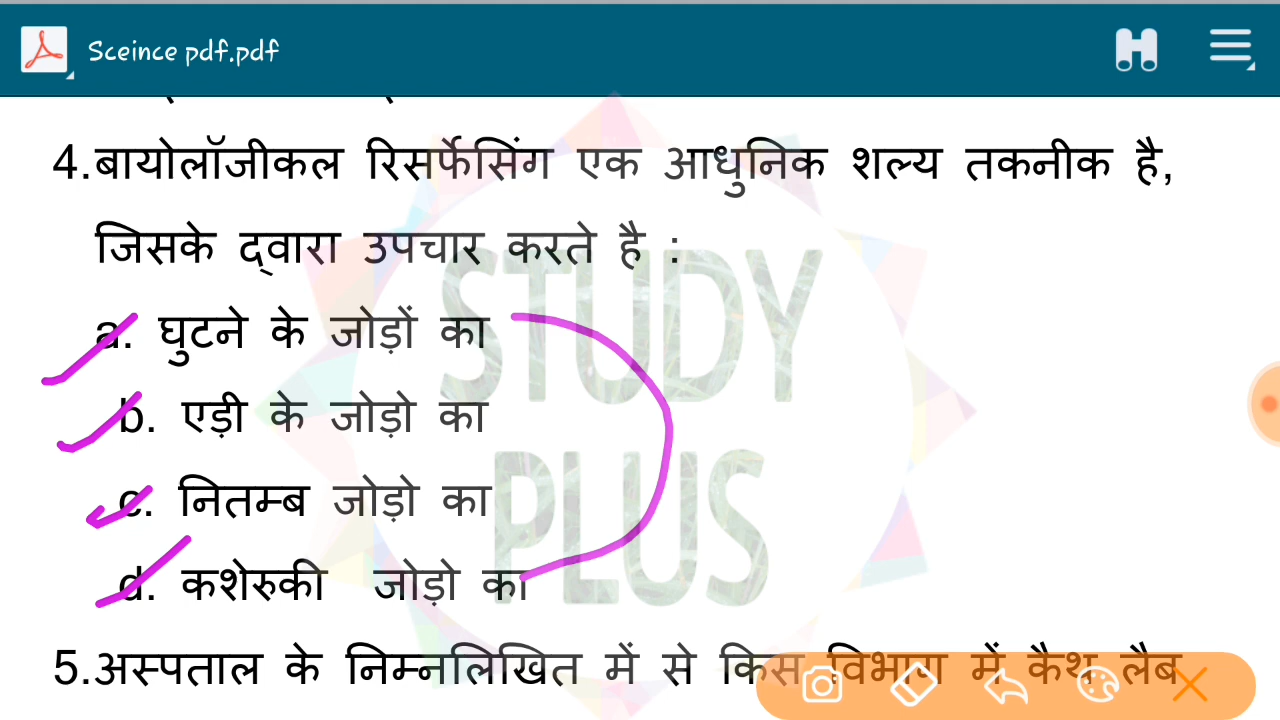 Sceince pdf.pdf
4.बायोलॉजीकल रिसर्फेसिंग एक आधुनिक शल्य तकनीक है,
जिसके द्वारा उपचार करते है :
a. घुटने के जोड़ों का
b. एड़ी के जोड़ो का
c. नितम्ब जोड़ो का
d. कशेरुकी जोड़ो का
5.अस्पताल के निम्नलिखित में से किस विभाग में कैथ लैब
STUDY
PLUS